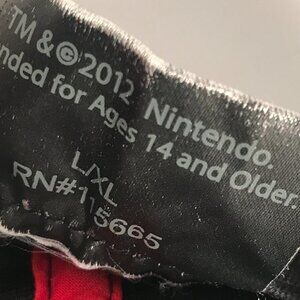 TM & © 2012 Nintendo.
nded for Ages 14 and Older.
L/XL
RN#115665